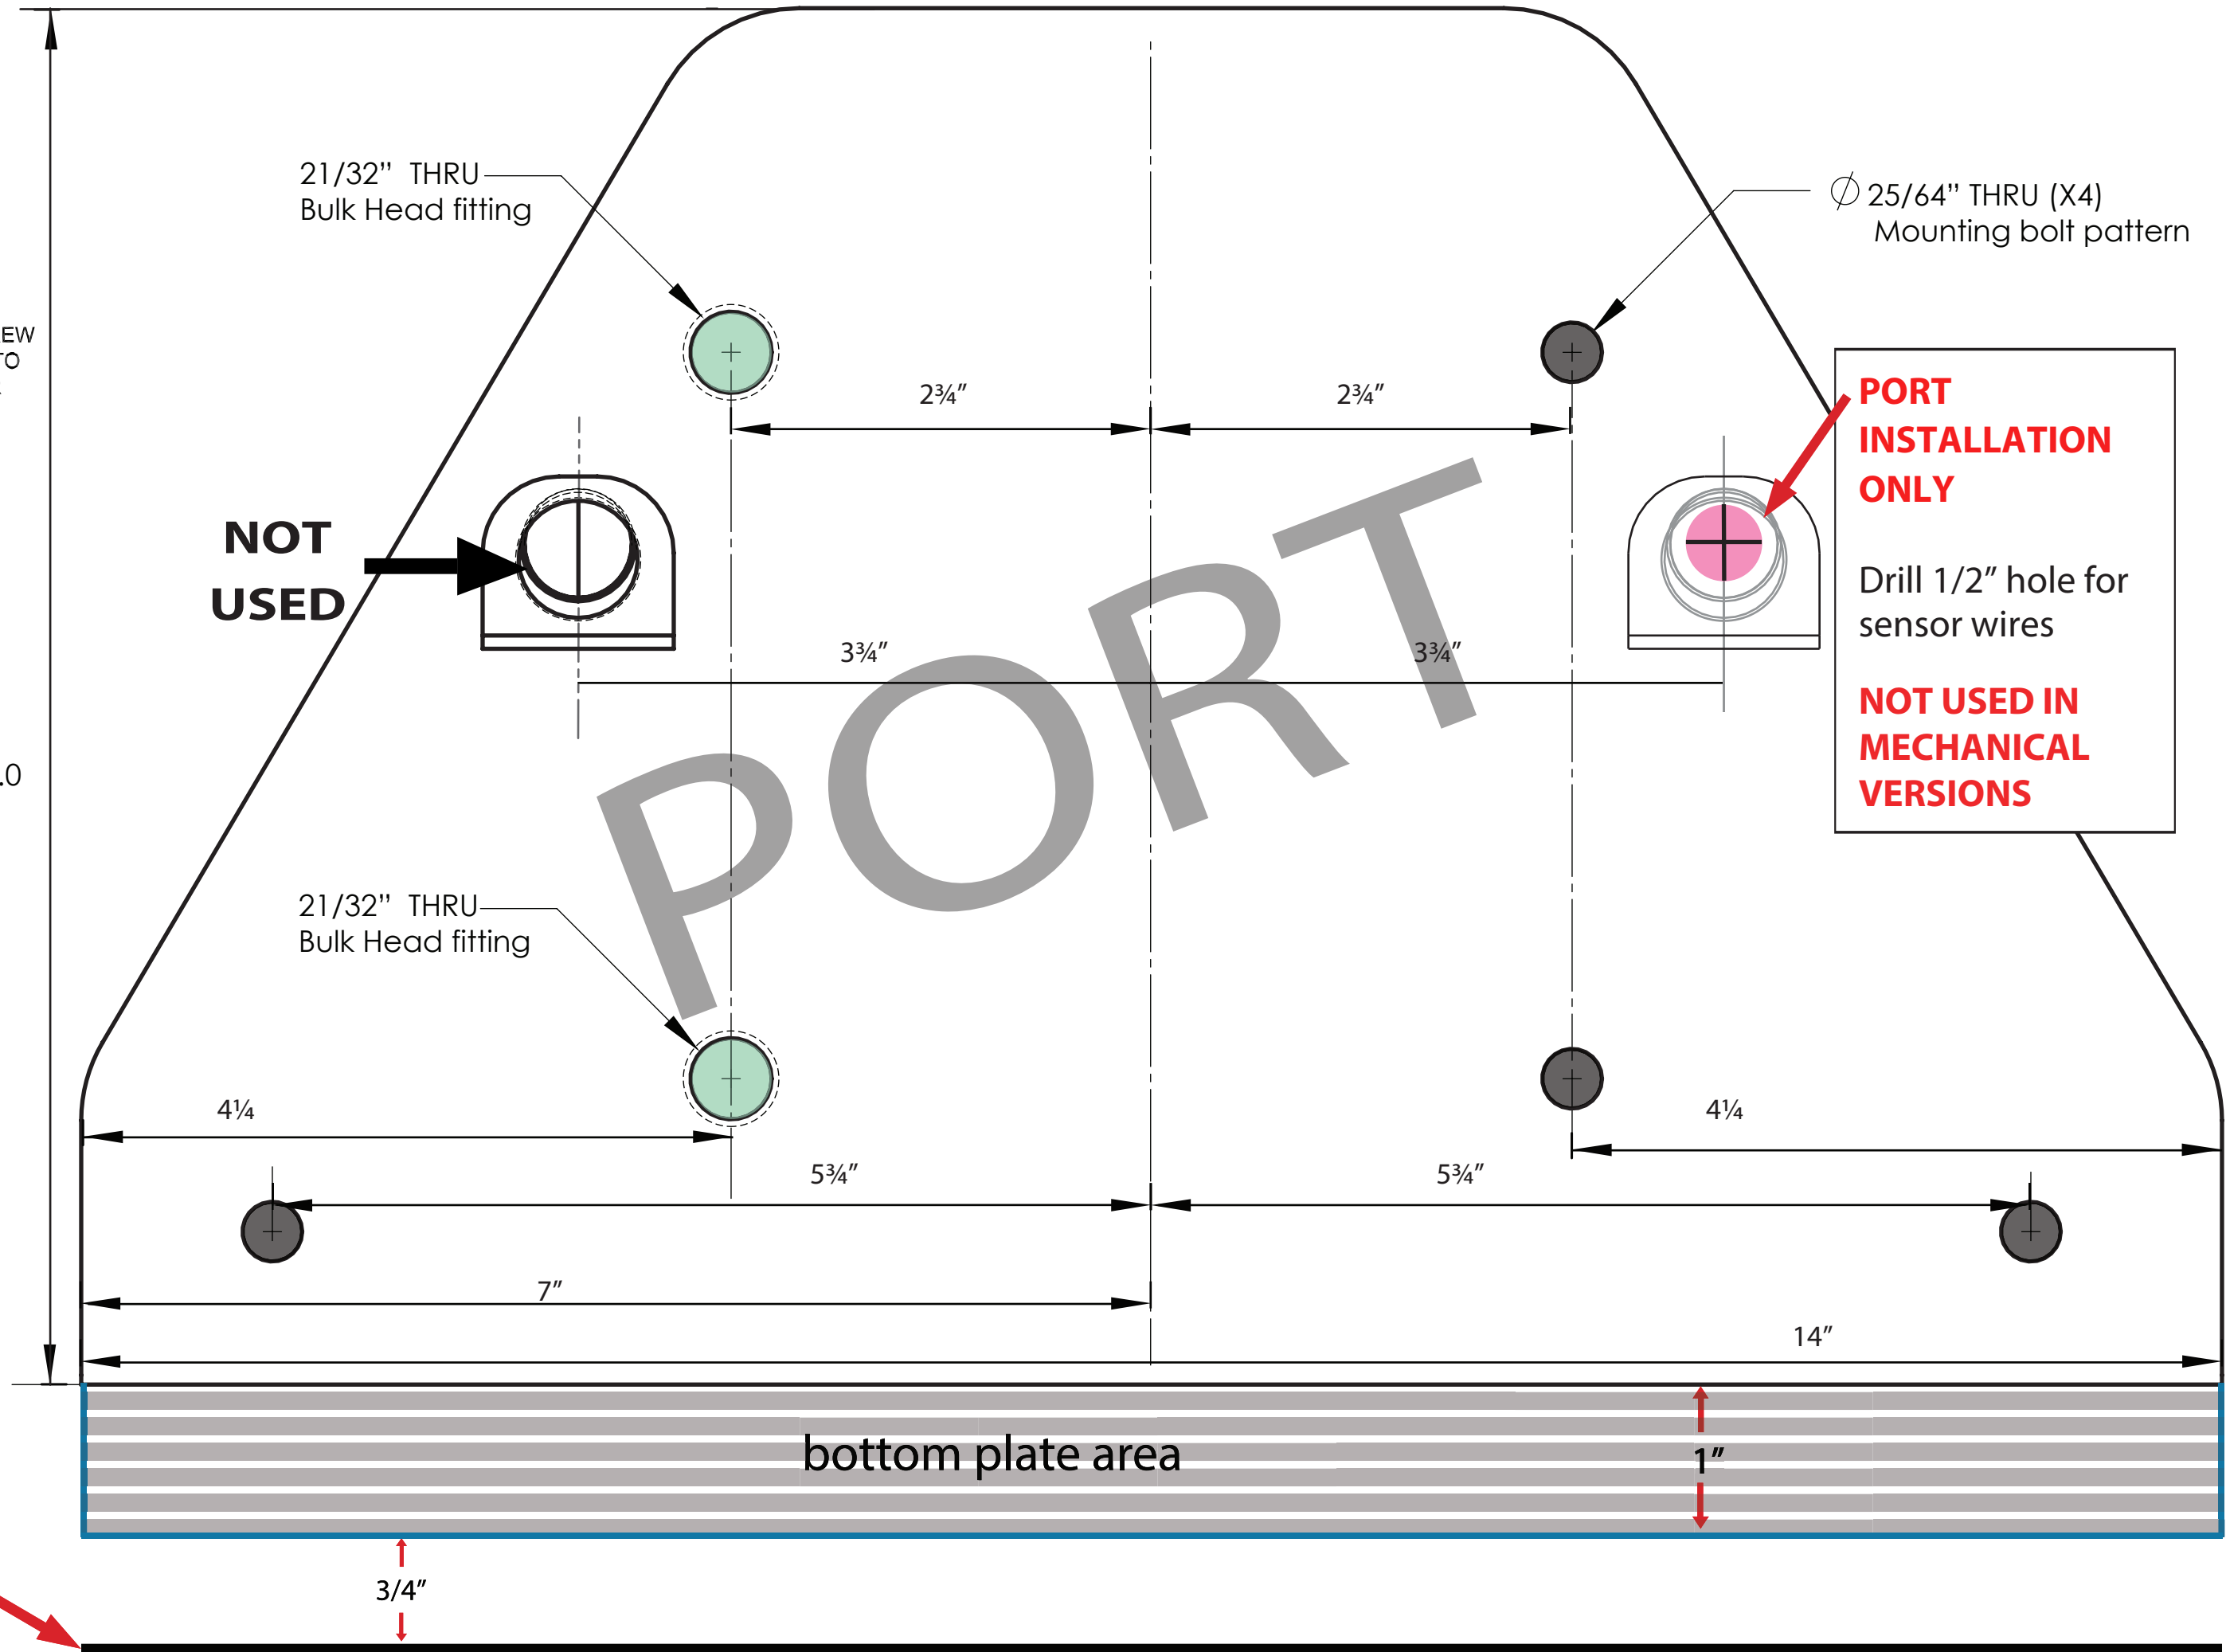 21/32” THRU
Bulk Head fitting
Ø 25/64” THRU (X4)
Mounting bolt pattern
EW
TO
2¾”
2¾”
PORT
INSTALLATION
ONLY
Drill 1/2” hole for
sensor wires
NOT USED IN
MECHANICAL
VERSIONS
NOT
USED
3¾”
3¾”
PORT
.0
21/32” THRU
Bulk Head fitting
4¼
4¼
5¾”
5¾”
7”
14”
bottom plate area
1”
3/4”